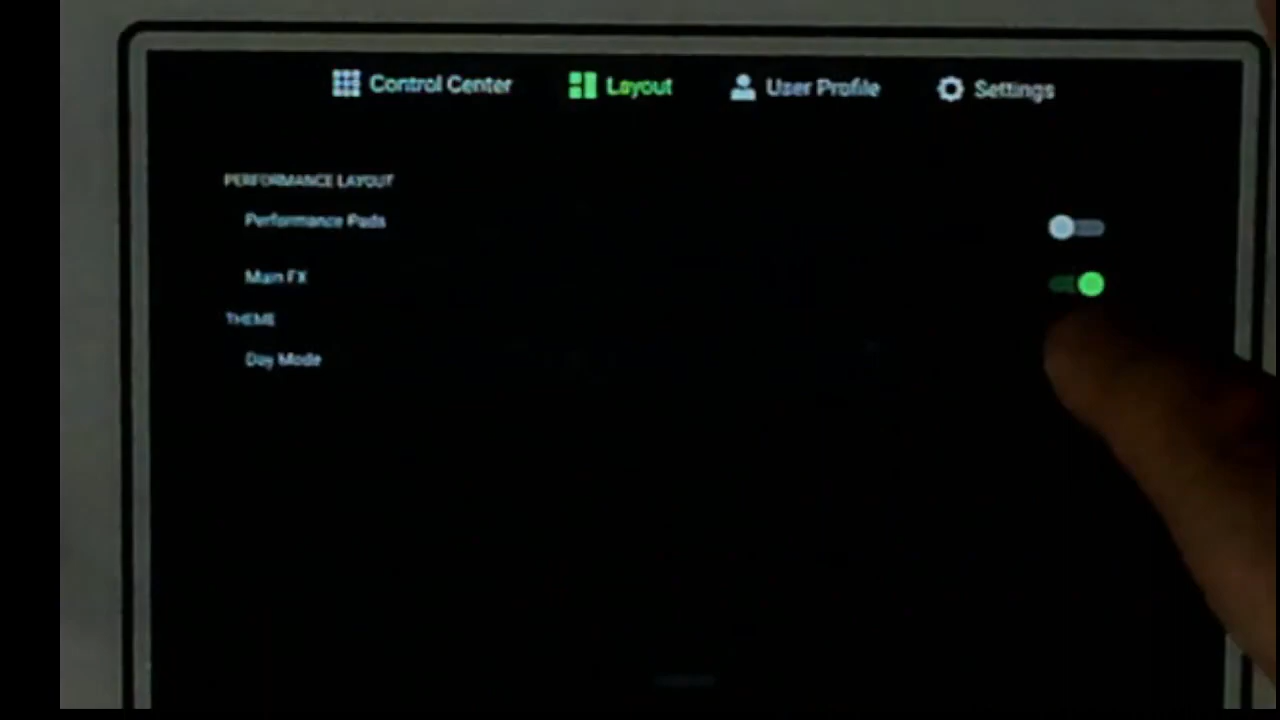 Control Center Layout User Profile Settings
PERFORMANCE LAYOUT
Performance Pads
Main FX
THEME
Day Mode